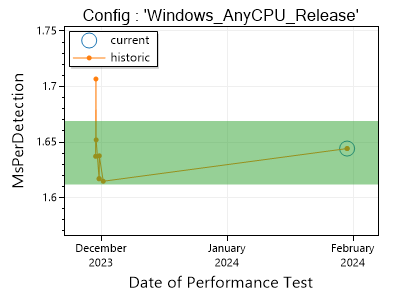 Config : 'Windows_AnyCPU_Release'
1.75
1.7
1.65
1.6
MsPerDetection
current
historic
December
2023
January
2024
February
2024
Date of Performance Test